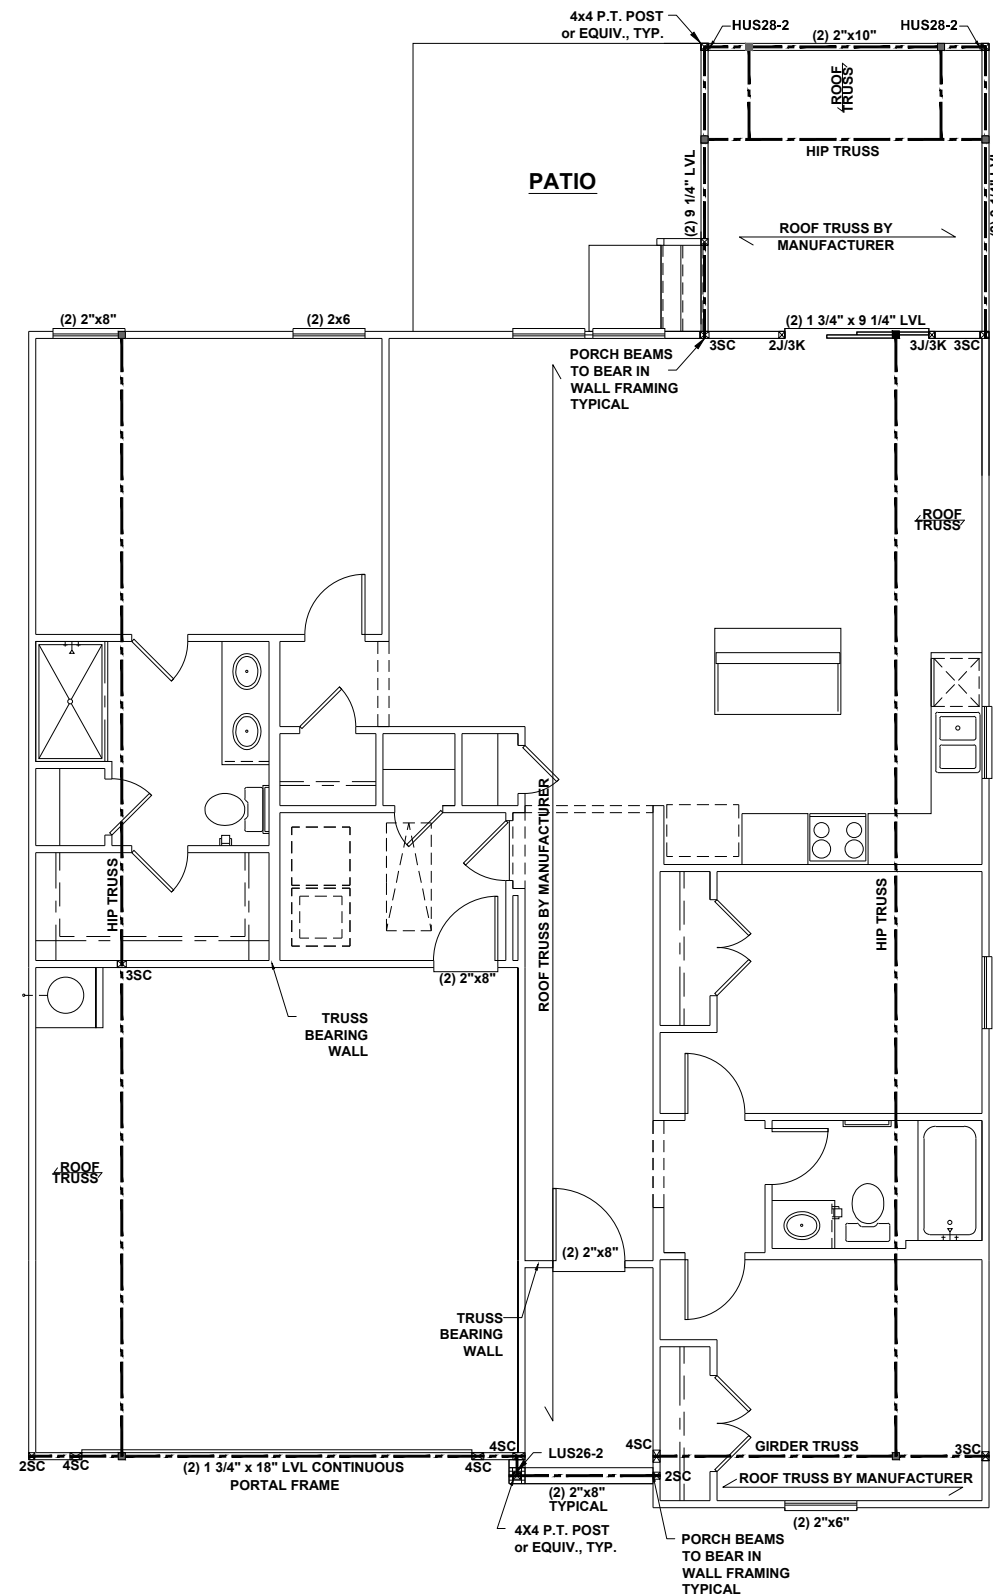 4x4 P.T. POST
or EQUIV., TYP.
HUS28-2
(2) 2"x10"
HUS28-2
ROOF
TRUSS
HIP TRUSS
(2) 9 1/4" LVL
(2) 9 1/4" LVL
PATIO
ROOF TRUSS BY
MANUFACTURER
(2) 2"x8"
(2) 2x6
(2) 1 3/4" x 9 1/4" LVL
3SC
2J/3K
3J/3K
3SC
PORCH BEAMS
TO BEAR IN
WALL FRAMING
TYPICAL
ROOF
TRUSS
ROOF TRUSS BY MANUFACTURER
HIP TRUSS
HIP TRUSS
3SC
(2) 2"x8"
TRUSS
BEARING
WALL
ROOF
TRUSS
(2) 2"x8"
TRUSS
BEARING
WALL
2SC
4SC
(2) 1 3/4" x 18" LVL CONTINUOUS
PORTAL FRAME
4SC
4SC
LUS26-2
4SC
2SC
GIRDER TRUSS
3SC
ROOF TRUSS BY MANUFACTURER
(2) 2"x8"
TYPICAL
(2) 2"x6"
4X4 P.T. POST
or EQUIV., TYP.
PORCH BEAMS
TO BEAR IN
WALL FRAMING
TYPICAL